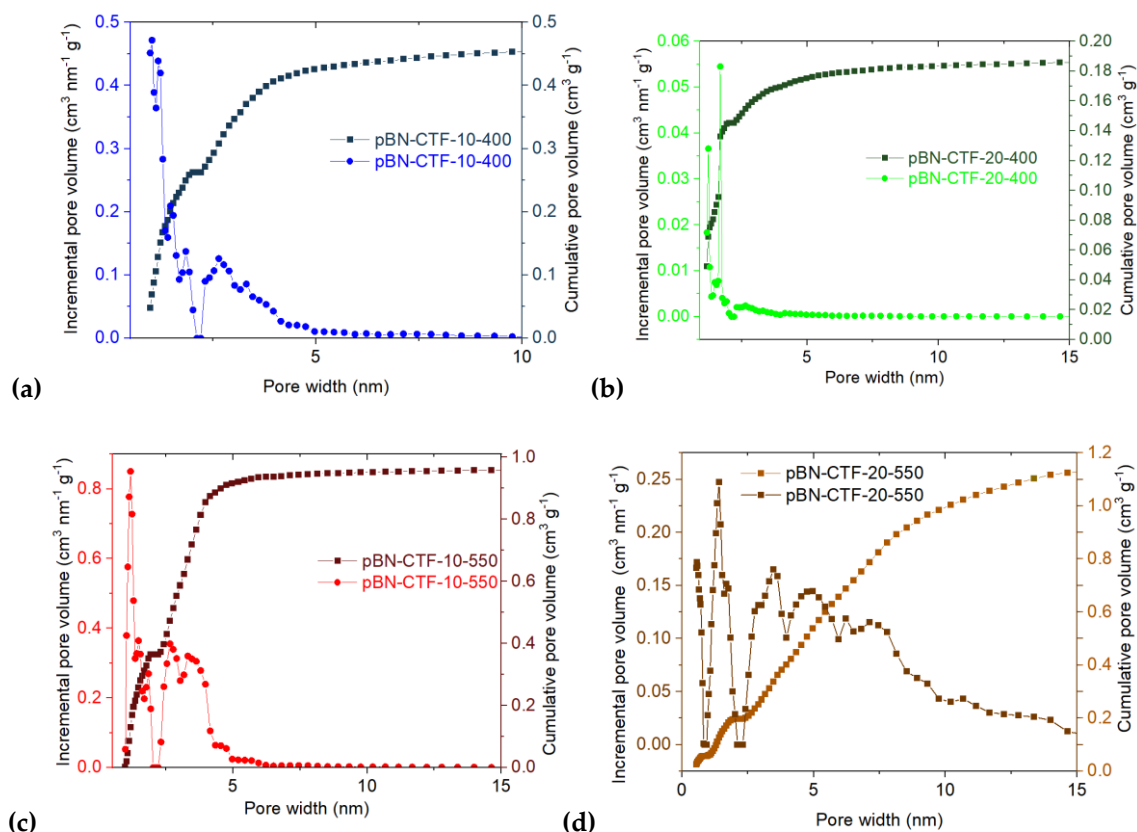 0.5
0.4
0.3
0.2
0.1
0.0
Incremental pore volume (cm³ nm⁻¹ g⁻¹)
0.5
0.4
0.3
0.2
0.1
0.0
Cumulative pore volume (cm³ g⁻¹)
pBN-CTF-10-400
pBN-CTF-10-400
5
10
Pore width (nm)
(a)
0.06
0.05
0.04
0.03
0.02
0.01
0.00
Incremental pore volume (cm³ nm⁻¹ g⁻¹)
0.20
0.18
0.16
0.14
0.12
0.10
0.08
0.06
0.04
0.02
0.00
Cumulative pore volume (cm³ g⁻¹)
pBN-CTF-20-400
pBN-CTF-20-400
5
10
15
Pore width (nm)
(b)
0.8
0.6
0.4
0.2
0.0
Incremental pore volume (cm³ nm⁻¹ g⁻¹)
1.0
0.8
0.6
0.4
0.2
0.0
Cumulative pore volume (cm³ g⁻¹)
pBN-CTF-10-550
pBN-CTF-10-550
5
10
15
Pore width (nm)
(c)
0.25
0.20
0.15
0.10
0.05
0.00
Incremental pore volume (cm³ nm⁻¹ g⁻¹)
1.2
1.0
0.8
0.6
0.4
0.2
0.0
Cumulative pore volume (cm³ g⁻¹)
pBN-CTF-20-550
pBN-CTF-20-550
0
5
10
15
Pore width (nm)
(d)